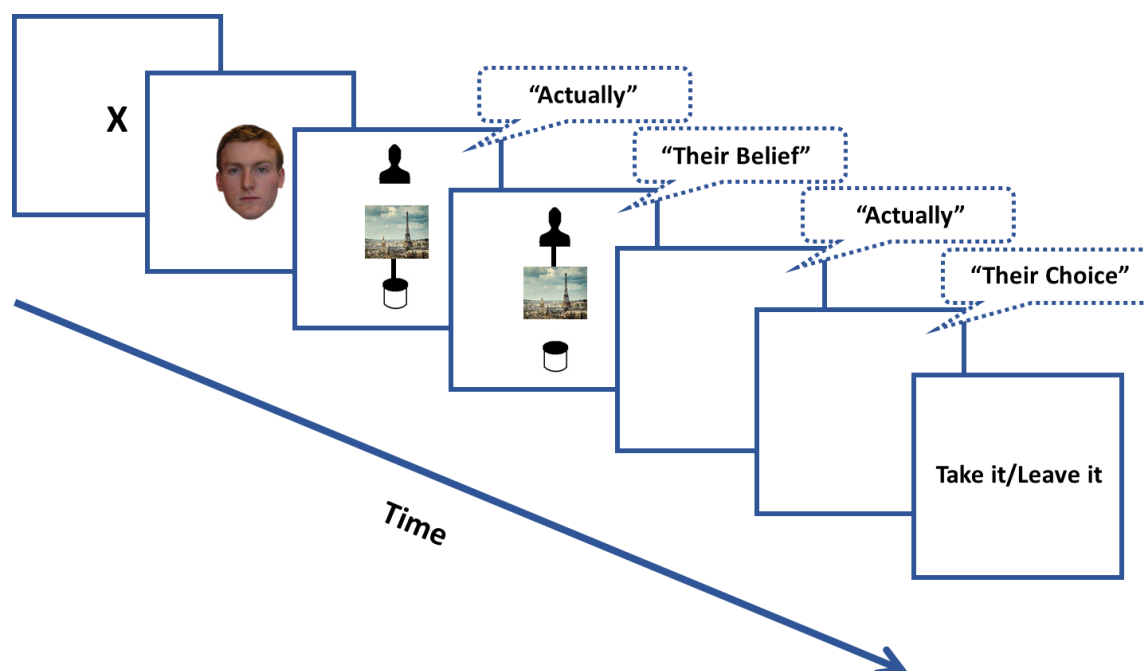 X
“Actually”
“Their Belief”
“Actually”
“Their Choice”
Take it/Leave it
Time